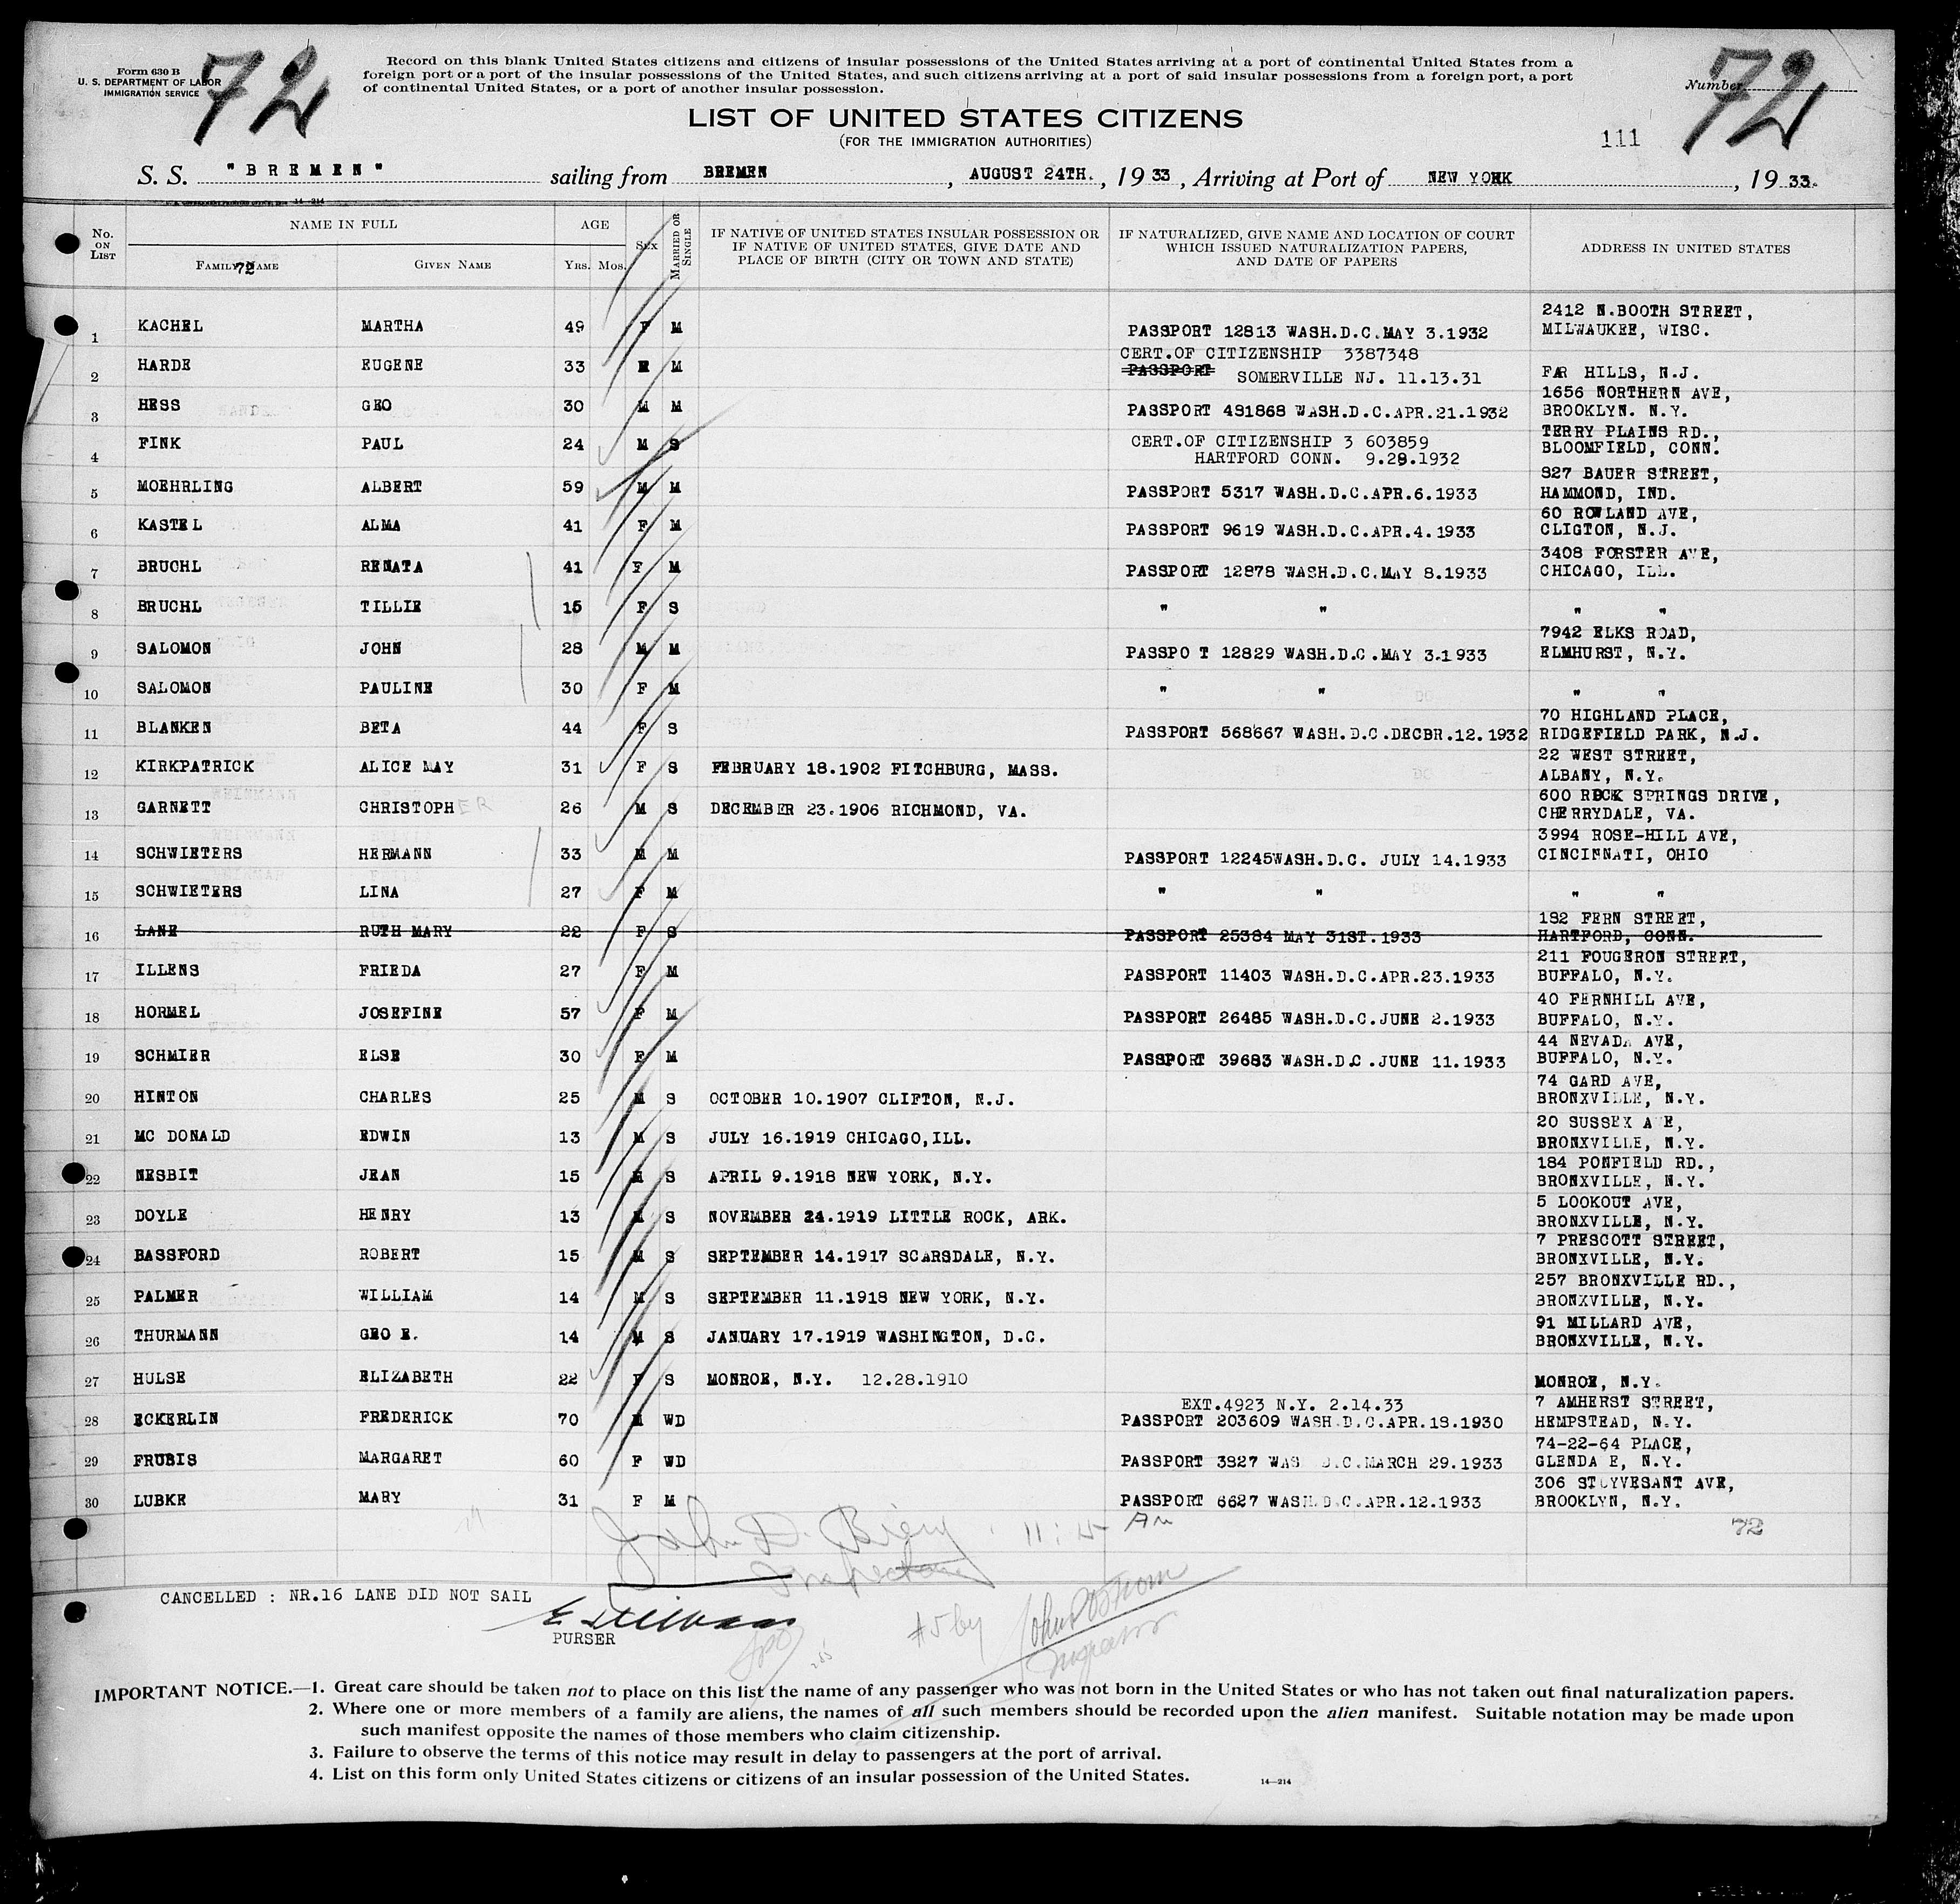 72
72
Form 630 B
U. S. DEPARTMENT OF LABOR
IMMIGRATION SERVICE
Record on this blank United States citizens and citizens of insular possessions of the United States arriving at a port of continental United States from a
foreign port or a port of the insular possessions of the United States, and such citizens arriving at a port of said insular possessions from a foreign port, a port
of continental United States, or a port of another insular possession.
Number
LIST OF UNITED STATES CITIZENS
(FOR THE IMMIGRATION AUTHORITIES)
111
S. S. "BREMEN" sailing from BREMEN, AUGUST 24TH., 1933, Arriving at Port of NEW YORK, 1933.
14-214
No. ON LIST
NAME IN FULL
FAMILY NAME
72
GIVEN NAME
AGE
YRS. MOS.
SEX
MARRIED OR SINGLE
IF NATIVE OF UNITED STATES INSULAR POSSESSION OR
IF NATIVE OF UNITED STATES, GIVE DATE AND
PLACE OF BIRTH (CITY OR TOWN AND STATE)
IF NATURALIZED, GIVE NAME AND LOCATION OF COURT
WHICH ISSUED NATURALIZATION PAPERS,
AND DATE OF PAPERS
ADDRESS IN UNITED STATES
2412 N.BOOTH STREET,
1 KACHEL MARTHA 49 F M PASSPORT 12813 WASH.D.C.MAY 3.1932 MILWAUKEE, WISC.
CERT.OF CITIZENSHIP 3387348
2 HARDE EUGENE 33 M PASSPORT SOMERVILLE NJ. 11.13.31 FAR HILLS, N.J.
1656 NORTHERN AVE,
3 HESS GEO 30 M M PASSPORT 491868 WASH.D.C.APR.21.1932 BROOKLYN. N.Y.
TERRY PLAINS RD.,
4 FINK PAUL 24 M S CERT.OF CITIZENSHIP 3 603859 BLOOMFIELD, CONN.
HARTFORD CONN. 9.29.1932
827 BAUER STREET,
5 MOEHRLING ALBERT 59 M M PASSPORT 5317 WASH.D.C.APR.6.1933 HAMMOND, IND.
60 ROWLAND AVE,
6 KASTEL ALMA 41 F M PASSPORT 9619 WASH.D.C.APR.4.1933 CLIGTON, N.J.
3408 FORSTER AVE,
7 BRUCHL RENATA 41 F M PASSPORT 12878 WASH.D.C.MAY 8.1933 CHICAGO, ILL.
8 BRUCHL TILLIE 15 F S " " " "
7942 ELKS ROAD,
9 SALOMON JOHN 28 M M PASSPO T 12829 WASH.D.C.MAY 3.1933 ELMHURST, N.Y.
10 SALOMON PAULINE 30 F M " " " "
70 HIGHLAND PLACE,
11 BLANKEN BETA 44 F S PASSPORT 568667 WASH.D.C.DECBR.12.1932 RIDGEFIELD PARK, N.J.
22 WEST STREET,
12 KIRKPATRICK ALICE MAY 31 F S FEBRUARY 18.1902 FITCHBURG, MASS. ALBANY, N.Y.
600 ROCK SPRINGS DRIVE,
13 GARNETT CHRISTOPHER 26 M S DECEMBER 23.1906 RICHMOND, VA. CHERRYDALE, VA.
3994 ROSE-HILL AVE,
14 SCHWIETERS HERMANN 33 M M PASSPORT 12245WASH.D.C. JULY 14.1933 CINCINNATI, OHIO
15 SCHWIETERS LINA 27 F M " " " "
182 FERN STREET,
16 LANE RUTH MARY 22 F S PASSPORT 25384 MAY 31ST.1933 HARTFORD, CONN.
211 FOUGERON STREET,
17 ILLENS FRIEDA 27 F M PASSPORT 11403 WASH.D.C.APR.23.1933 BUFFALO, N.Y.
40 FERNHILL AVE,
18 HORMEL JOSEFINE 57 F M PASSPORT 26485 WASH.D.C.JUNE 2.1933 BUFFALO, N.Y.
44 NEVADA AVE,
19 SCHMIER ELSE 30 F M PASSPORT 39683 WASH.D.C.JUNE 11.1933 BUFFALO, N.Y.
74 GARD AVE,
20 HINTON CHARLES 25 M S OCTOBER 10.1907 CLIFTON, N.J. BRONXVILLE, N.Y.
20 SUSSEX A E,
21 MC DONALD EDWIN 13 M S JULY 16.1919 CHICAGO,ILL. BRONXVILLE, N.Y.
184 PONFIELD RD.,
22 NESBIT JEAN 15 S APRIL 9.1918 NEW YORK, N.Y. BRONXVILLE, N.Y.
5 LOOKOUT AVE,
23 DOYLE HENRY 13 M S NOVEMBER 24.1919 LITTLE ROCK, ARK. BRONXVILLE, N.Y.
7 PRESCOTT STREET,
24 BASSFORD ROBERT 15 M S SEPTEMBER 14.1917 SCARSDALE, N.Y. BRONXVILLE, N.Y.
257 BRONXVILLE RD.,
25 PALMER WILLIAM 14 M S SEPTEMBER 11.1918 NEW YORK, N.Y. BRONXVILLE, N.Y.
91 MILLARD AVE,
26 THURMANN GEO E. 14 M S JANUARY 17.1919 WASHINGTON, D.C. BRONXVILLE, N.Y.
27 HULSE ELIZABETH 22 F S MONROE, N.Y. 12.28.1910 MONROE, N.Y.
EXT.4923 N.Y. 2.14.33 7 AMHERST STREET,
28 ECKERLIN FREDERICK 70 M WD PASSPORT 203609 WASH.D.C.APR.18.1930 HEMPSTEAD, N.Y.
74-22-64 PLACE,
29 FRUBIS MARGARET 60 F WD PASSPORT 3827 WAS D.C.MARCH 29.1933 GLENDA E, N.Y.
306 STUYVESANT AVE,
30 LUBKE MARY 31 F M PASSPORT 6627 WASH.D.C.APR.12.1933 BROOKLYN, N.Y.
John D. Biery 11:15 AM
Inspector
72
CANCELLED : NR.16 LANE DID NOT SAIL
PURSER
#5 by
Inspector
IMPORTANT NOTICE.—1. Great care should be taken not to place on this list the name of any passenger who was not born in the United States or who has not taken out final naturalization papers.
2. Where one or more members of a family are aliens, the names of all such members should be recorded upon the alien manifest. Suitable notation may be made upon
such manifest opposite the names of those members who claim citizenship.
3. Failure to observe the terms of this notice may result in delay to passengers at the port of arrival.
4. List on this form only United States citizens or citizens of an insular possession of the United States.
14—214